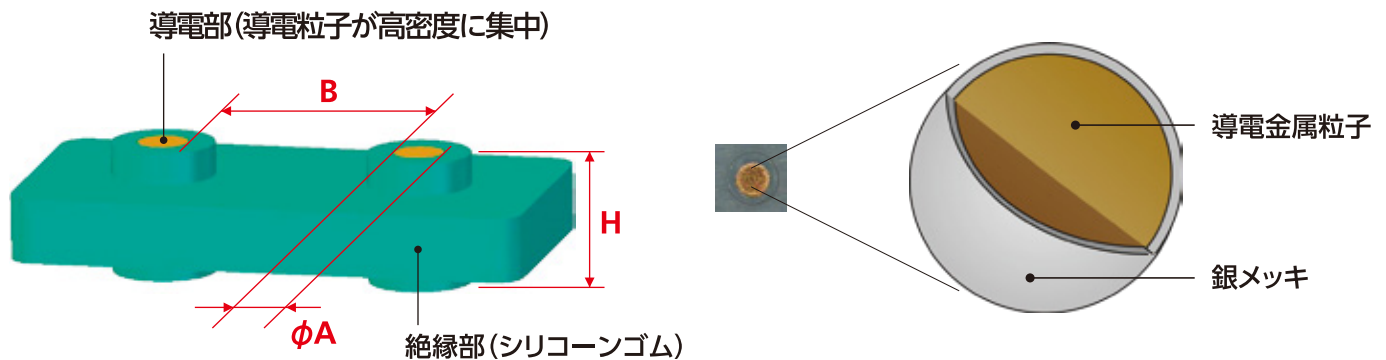 導電部(導電粒子が高密度に集中)
B
H
φA
絶縁部(シリコーンゴム)
導電金属粒子
銀メッキ